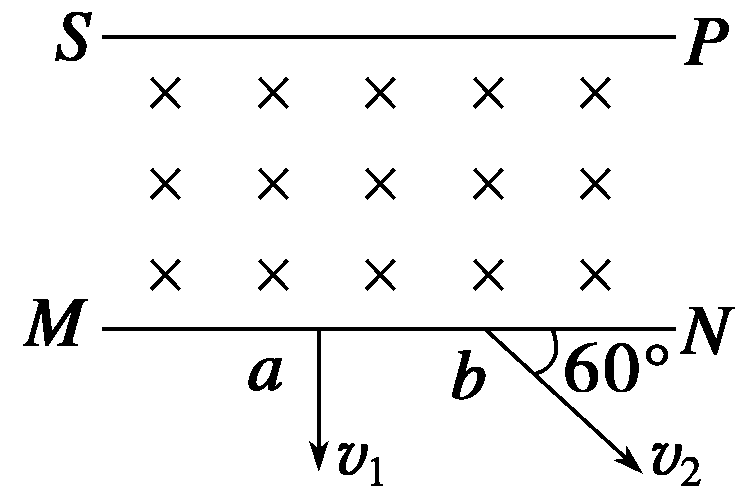 S P
× × × × ×
× × × × ×
× × × × ×
M N
a b 60°
v₁ v₂